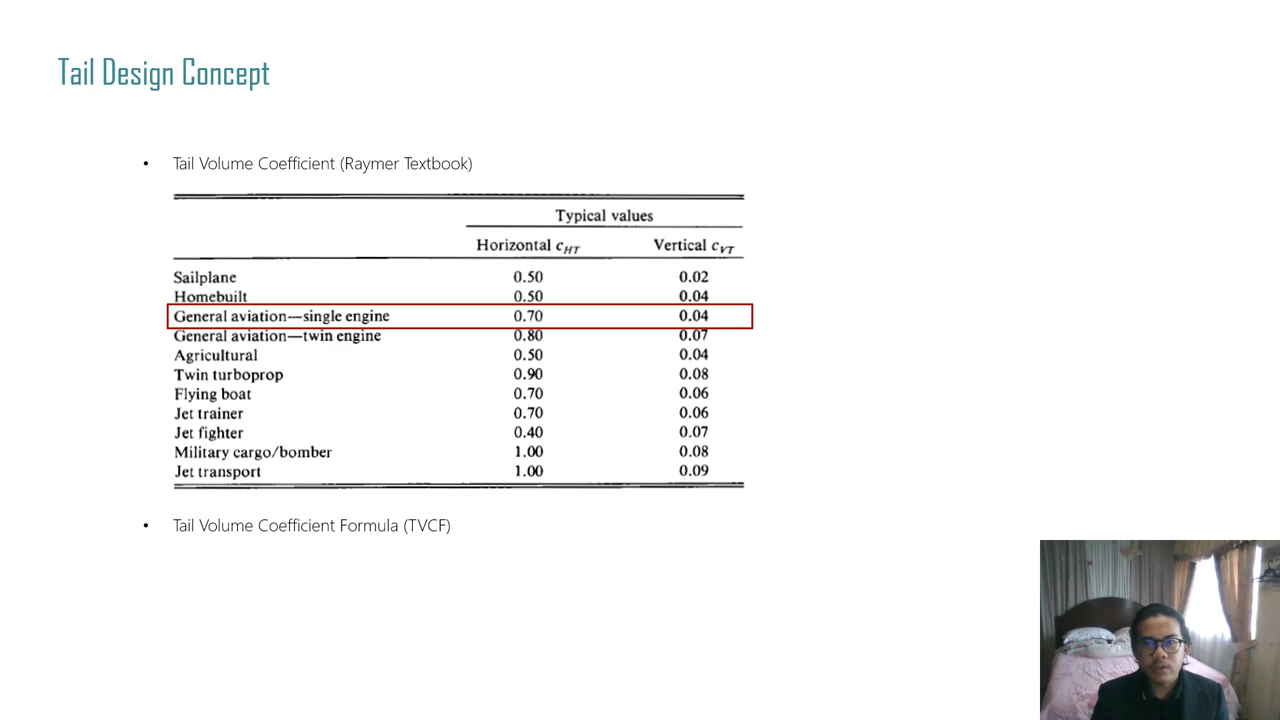 Tail Design Concept
• Tail Volume Coefficient (Raymer Textbook)
Typical values
Horizontal cHT Vertical cVT
Sailplane 0.50 0.02
Homebuilt 0.50 0.04
General aviation—single engine 0.70 0.04
General aviation—twin engine 0.80 0.07
Agricultural 0.50 0.04
Twin turboprop 0.90 0.08
Flying boat 0.70 0.06
Jet trainer 0.70 0.06
Jet fighter 0.40 0.07
Military cargo/bomber 1.00 0.08
Jet transport 1.00 0.09
• Tail Volume Coefficient Formula (TVCF)